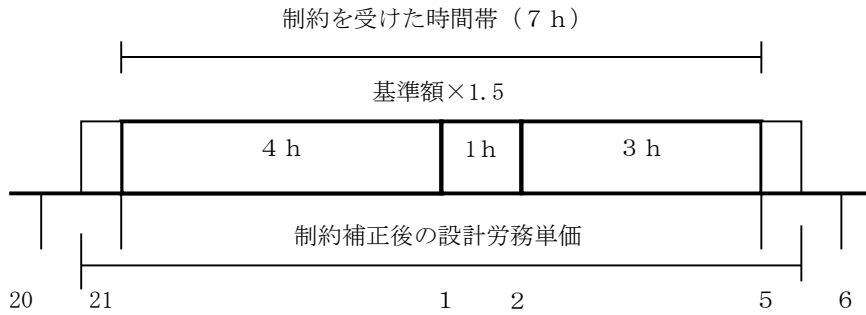 制約を受けた時間帯（７ｈ）
基準額×1.5
４ｈ 1ｈ ３ｈ
制約補正後の設計労務単価
20 21 1 2 5 6